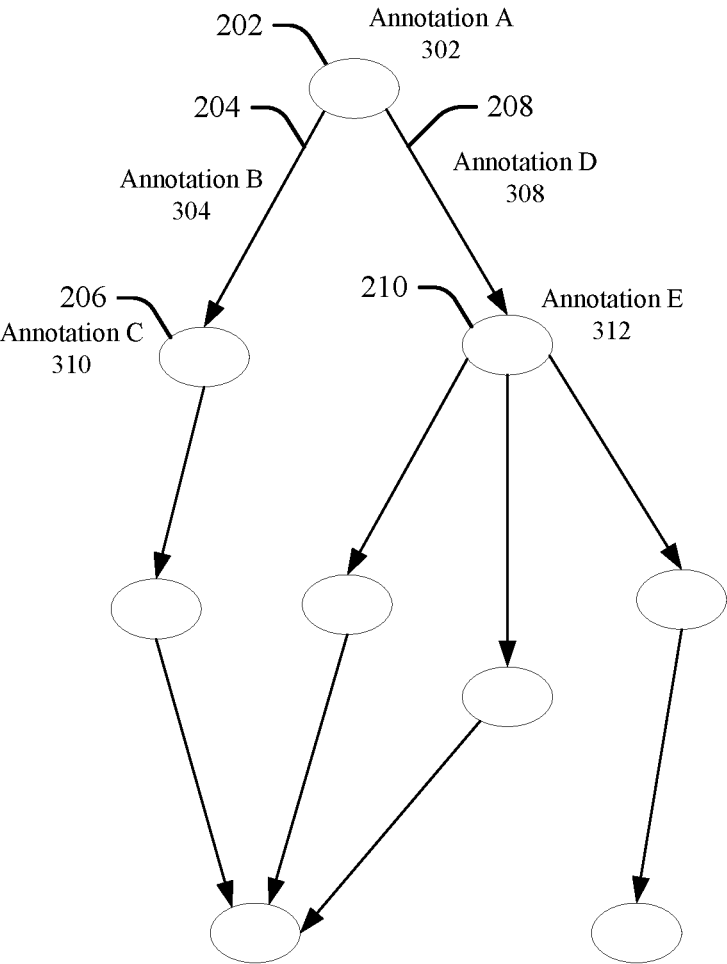 202
Annotation A
302
204
208
Annotation B
304
Annotation D
308
206
210
Annotation C
310
Annotation E
312